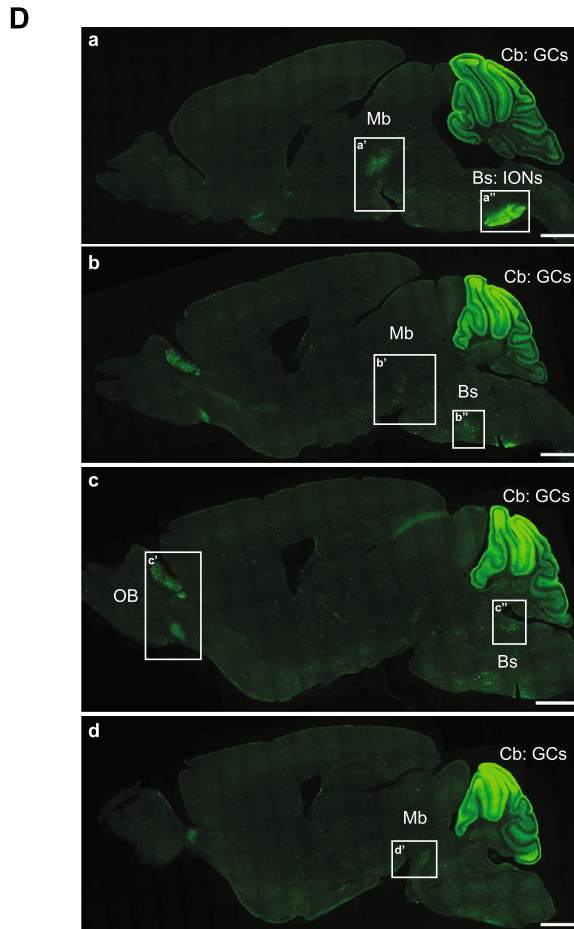 D
a
Cb: GCs
Mb
a’
Bs: IONs
a’’
b
Cb: GCs
Mb
b’
Bs
b’’
c
Cb: GCs
c’
OB
c’’
Bs
d
Cb: GCs
Mb
d’